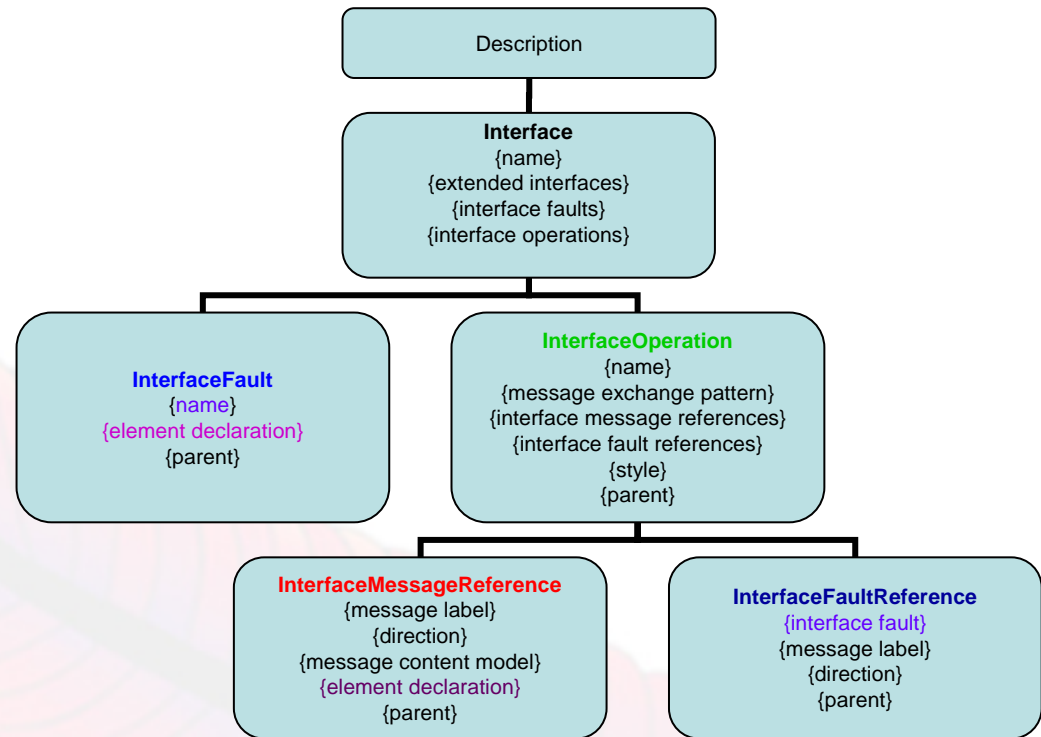 Description
Interface
{name}
{extended interfaces}
{interface faults}
{interface operations}
InterfaceFault
{name}
{element declaration}
{parent}
InterfaceOperation
{name}
{message exchange pattern}
{interface message references}
{interface fault references}
{style}
{parent}
InterfaceMessageReference
{message label}
{direction}
{message content model}
{element declaration}
{parent}
InterfaceFaultReference
{interface fault}
{message label}
{direction}
{parent}